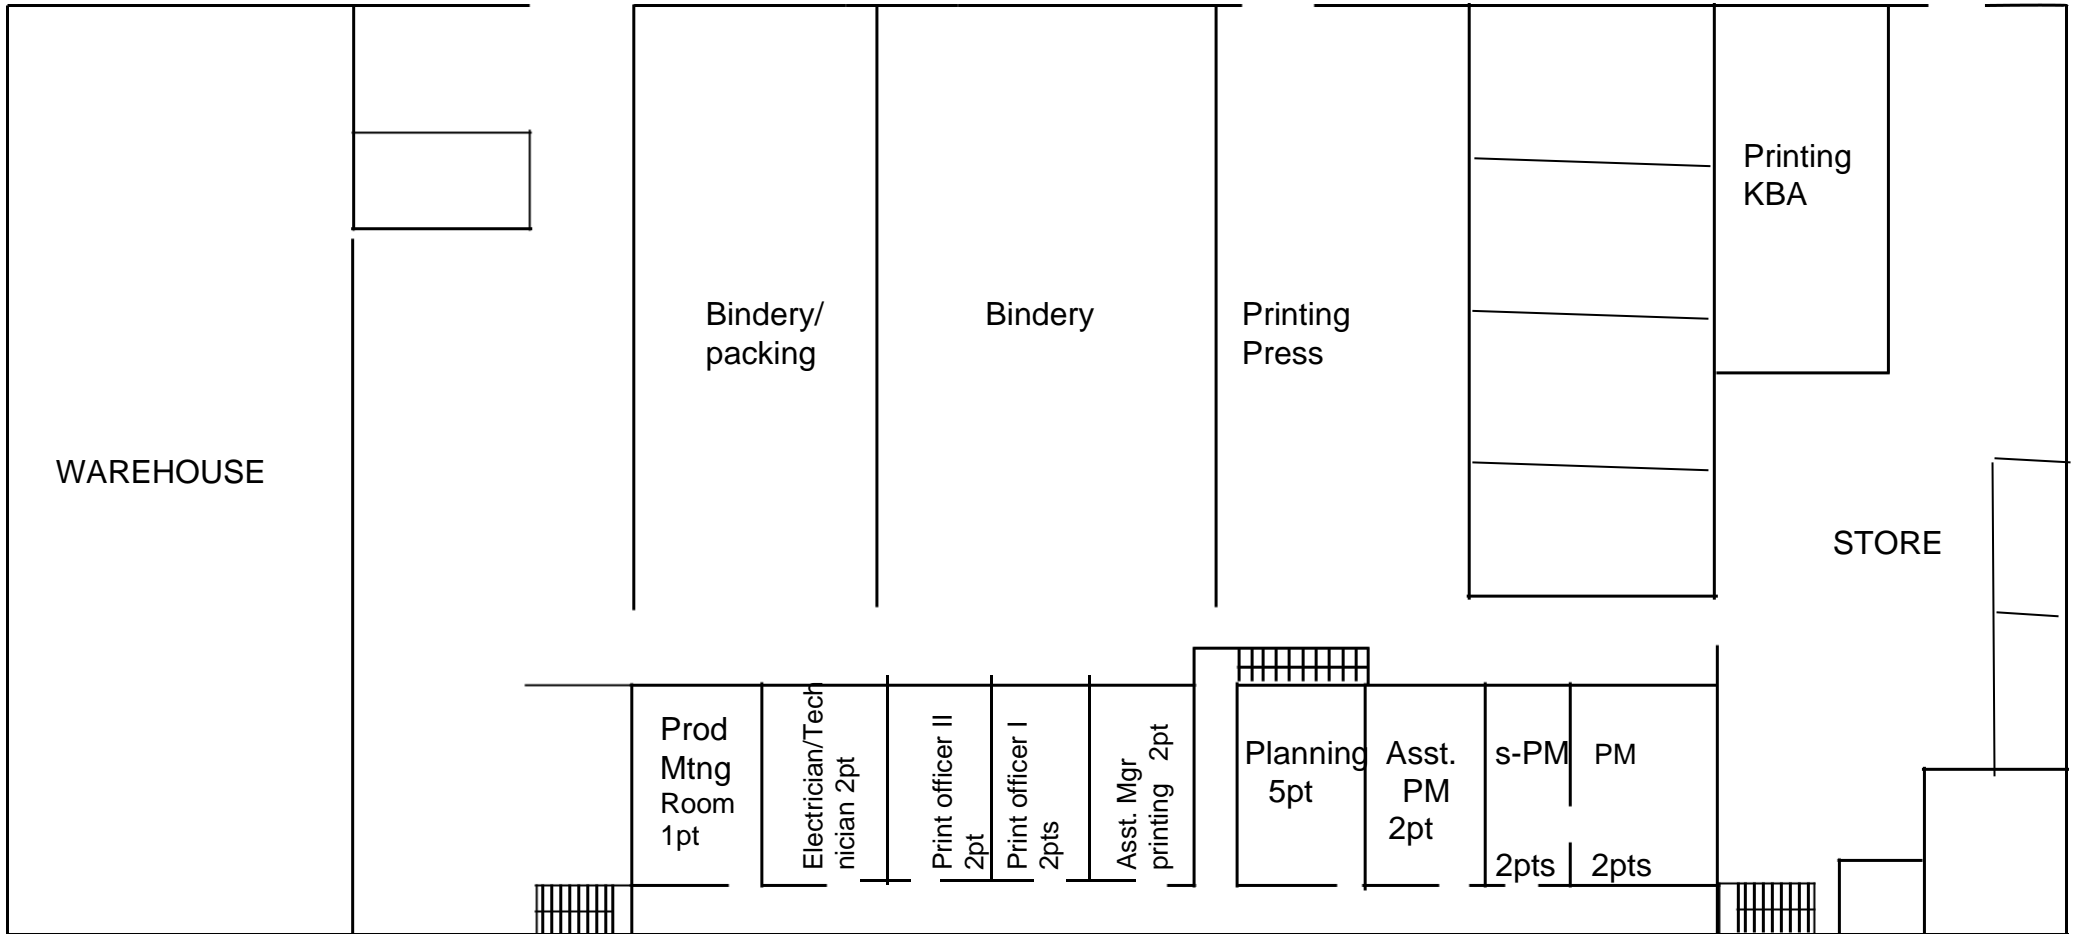 Printing
KBA
Bindery/
packing
Bindery
Printing
Press
WAREHOUSE
STORE
Prod
Mtng
Room
1pt
Electrician/Tech
nician 2pt
Print officer II
2pt
Print officer I
2pts
Asst. Mgr
printing 2pt
Planning
5pt
Asst.
PM
2pt
s-PM
2pts
PM
2pts